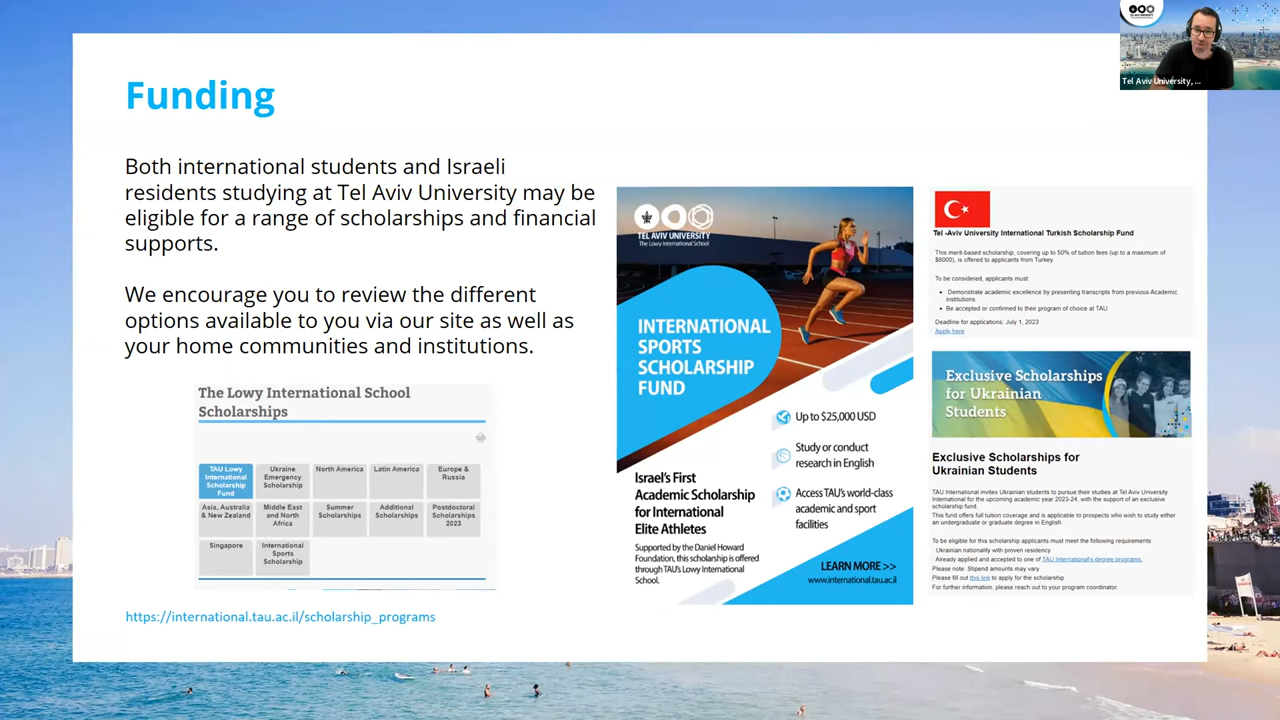 Funding
Both international students and Israeli
residents studying at Tel Aviv University may be
eligible for a range of scholarships and financial
supports.
We encourage you to review the different
options available to you via our site as well as
your home communities and institutions.
The Lowy International School
Scholarships
TAU Lowy
International
Scholarship
Fund
Ukraine
Emergency
Scholarship
North America
Latin America
Europe &
Russia
Asia, Australia
& New Zealand
Middle East
and North
Africa
Summer
Scholarships
Additional
Scholarships
Postdoctoral
Scholarships
2023
Singapore
International
Sports
Scholarship
https://international.tau.ac.il/scholarship_programs
TEL AVIV UNIVERSITY
The Lowy International School
INTERNATIONAL
SPORTS
SCHOLARSHIP
FUND
Up to $25,000 USD
Study or conduct
research in English
Access TAU's world-class
academic and sport
facilities
Israel's First
Academic Scholarship
for International
Elite Athletes
Supported by the Daniel Howard
Foundation, this scholarship is offered
through TAU's Lowy International
School.
LEARN MORE >>
www.international.tau.ac.il
Tel -Aviv University International Turkish Scholarship Fund
This merit-based scholarship, covering up to 50% of tuition fees (up to a maximum of
$8000), is offered to applicants from Turkey.
To be considered, applicants must:
• Demonstrate academic excellence by presenting transcripts from previous Academic
institutions.
• Be accepted or confirmed to their program of choice at TAU.
Deadline for applications: July 1, 2023
Apply here
Exclusive Scholarships
for Ukrainian
Students
Exclusive Scholarships for
Ukrainian Students
TAU International invites Ukrainian students to pursue their studies at Tel Aviv University
International for the upcoming academic year 2023-24, with the support of an exclusive
scholarship fund.
This fund offers full tuition coverage and is applicable to prospects who wish to study either
an undergraduate or graduate degree in English.
To be eligible for this scholarship applicants must meet the following requirements:
Ukrainian nationality with proven residency
Already applied and accepted to one of TAU International's degree programs.
Please note: Stipend amounts may vary
Please fill out this link to apply for the scholarship
For further information, please reach out to your program coordinator.
TEL AVIV UNIVERSITY
Tel Aviv University, ...